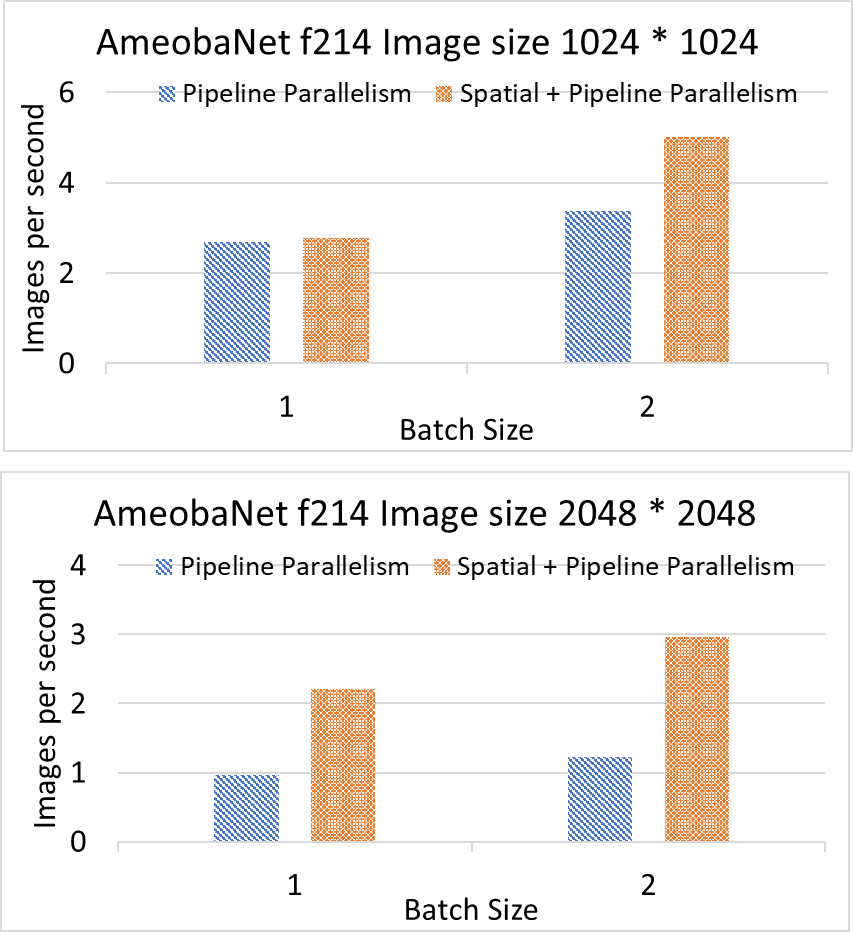 AmeobaNet f214 Image size 1024 * 1024
Pipeline Parallelism Spatial + Pipeline Parallelism
Images per second
6
4
2
0
1 2
Batch Size
AmeobaNet f214 Image size 2048 * 2048
Pipeline Parallelism Spatial + Pipeline Parallelism
Images per second
4
3
2
1
0
1 2
Batch Size